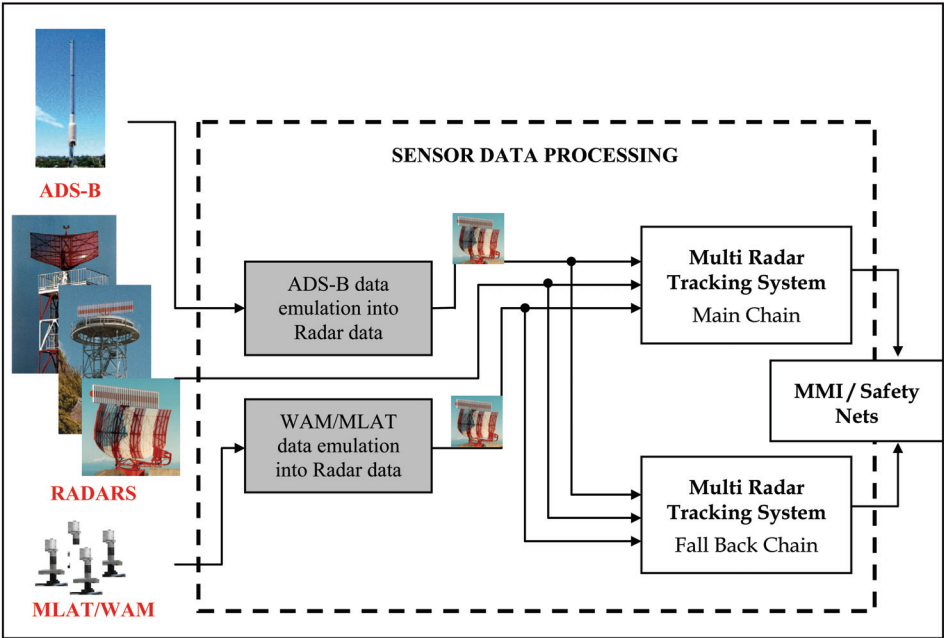 SENSOR DATA PROCESSING
ADS-B
ADS-B data
emulation into
Radar data
Multi Radar
Tracking System
Main Chain
MMI / Safety
Nets
WAM/MLAT
data emulation
into Radar data
RADARS
Multi Radar
Tracking System
Fall Back Chain
MLAT/WAM